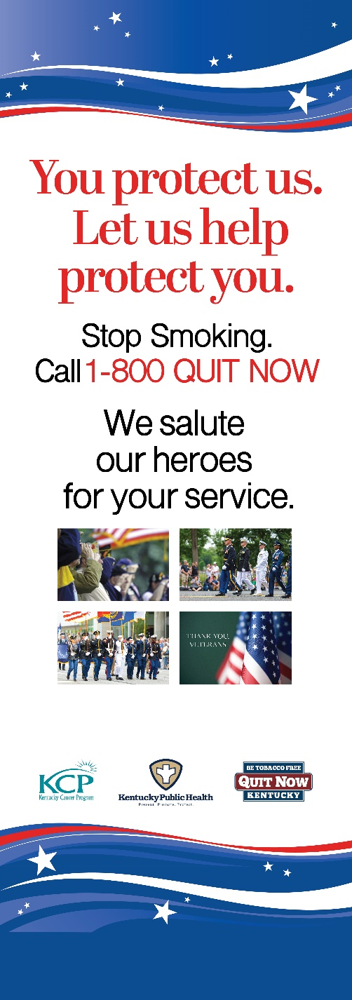 You protect us.
Let us help
protect you.
Stop Smoking.
Call 1-800 QUIT NOW
We salute
our heroes
for your service.
THANK YOU,
VETERANS
KCP
Kentucky Cancer Program
Kentucky Public Health
Prevent. Promote. Protect.
BE TOBACCO FREE
QUIT NOW
KENTUCKY